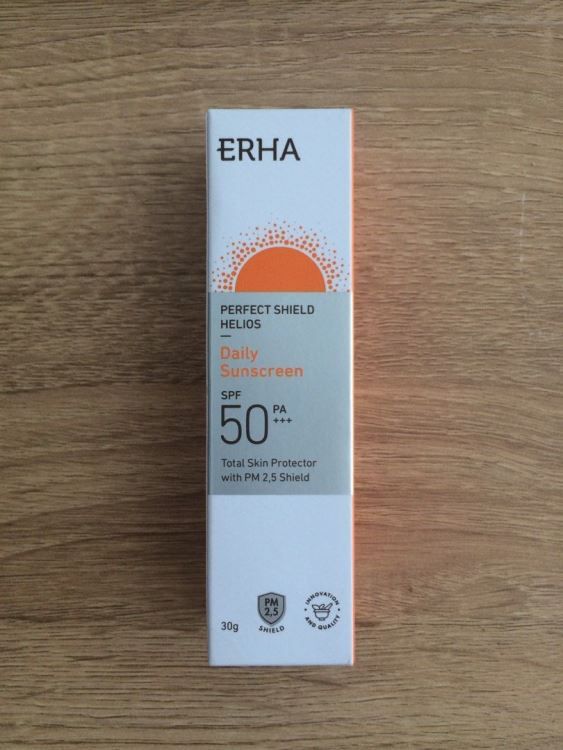 ERHA
PERFECT SHIELD
HELIOS
Daily
Sunscreen
SPF
50
PA
+++
Total Skin Protector
with PM 2,5 Shield
30g
PM
2,5
SHIELD
INNOVATION
AND QUALITY